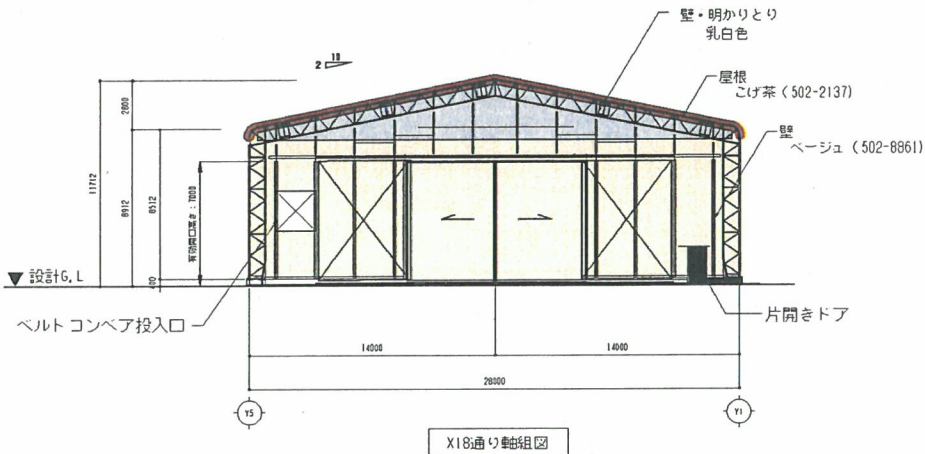 壁・明かりとり
乳白色
10
2
屋根
こげ茶 (502-2137)
壁
ベージュ (502-8861)
2800
11712
8912
8512
400
有効開口高さ：7000
設計G.L
ベルトコンベア投入口
片開きドア
14000
14000
28000
Y5
Y1
X18通り軸組図